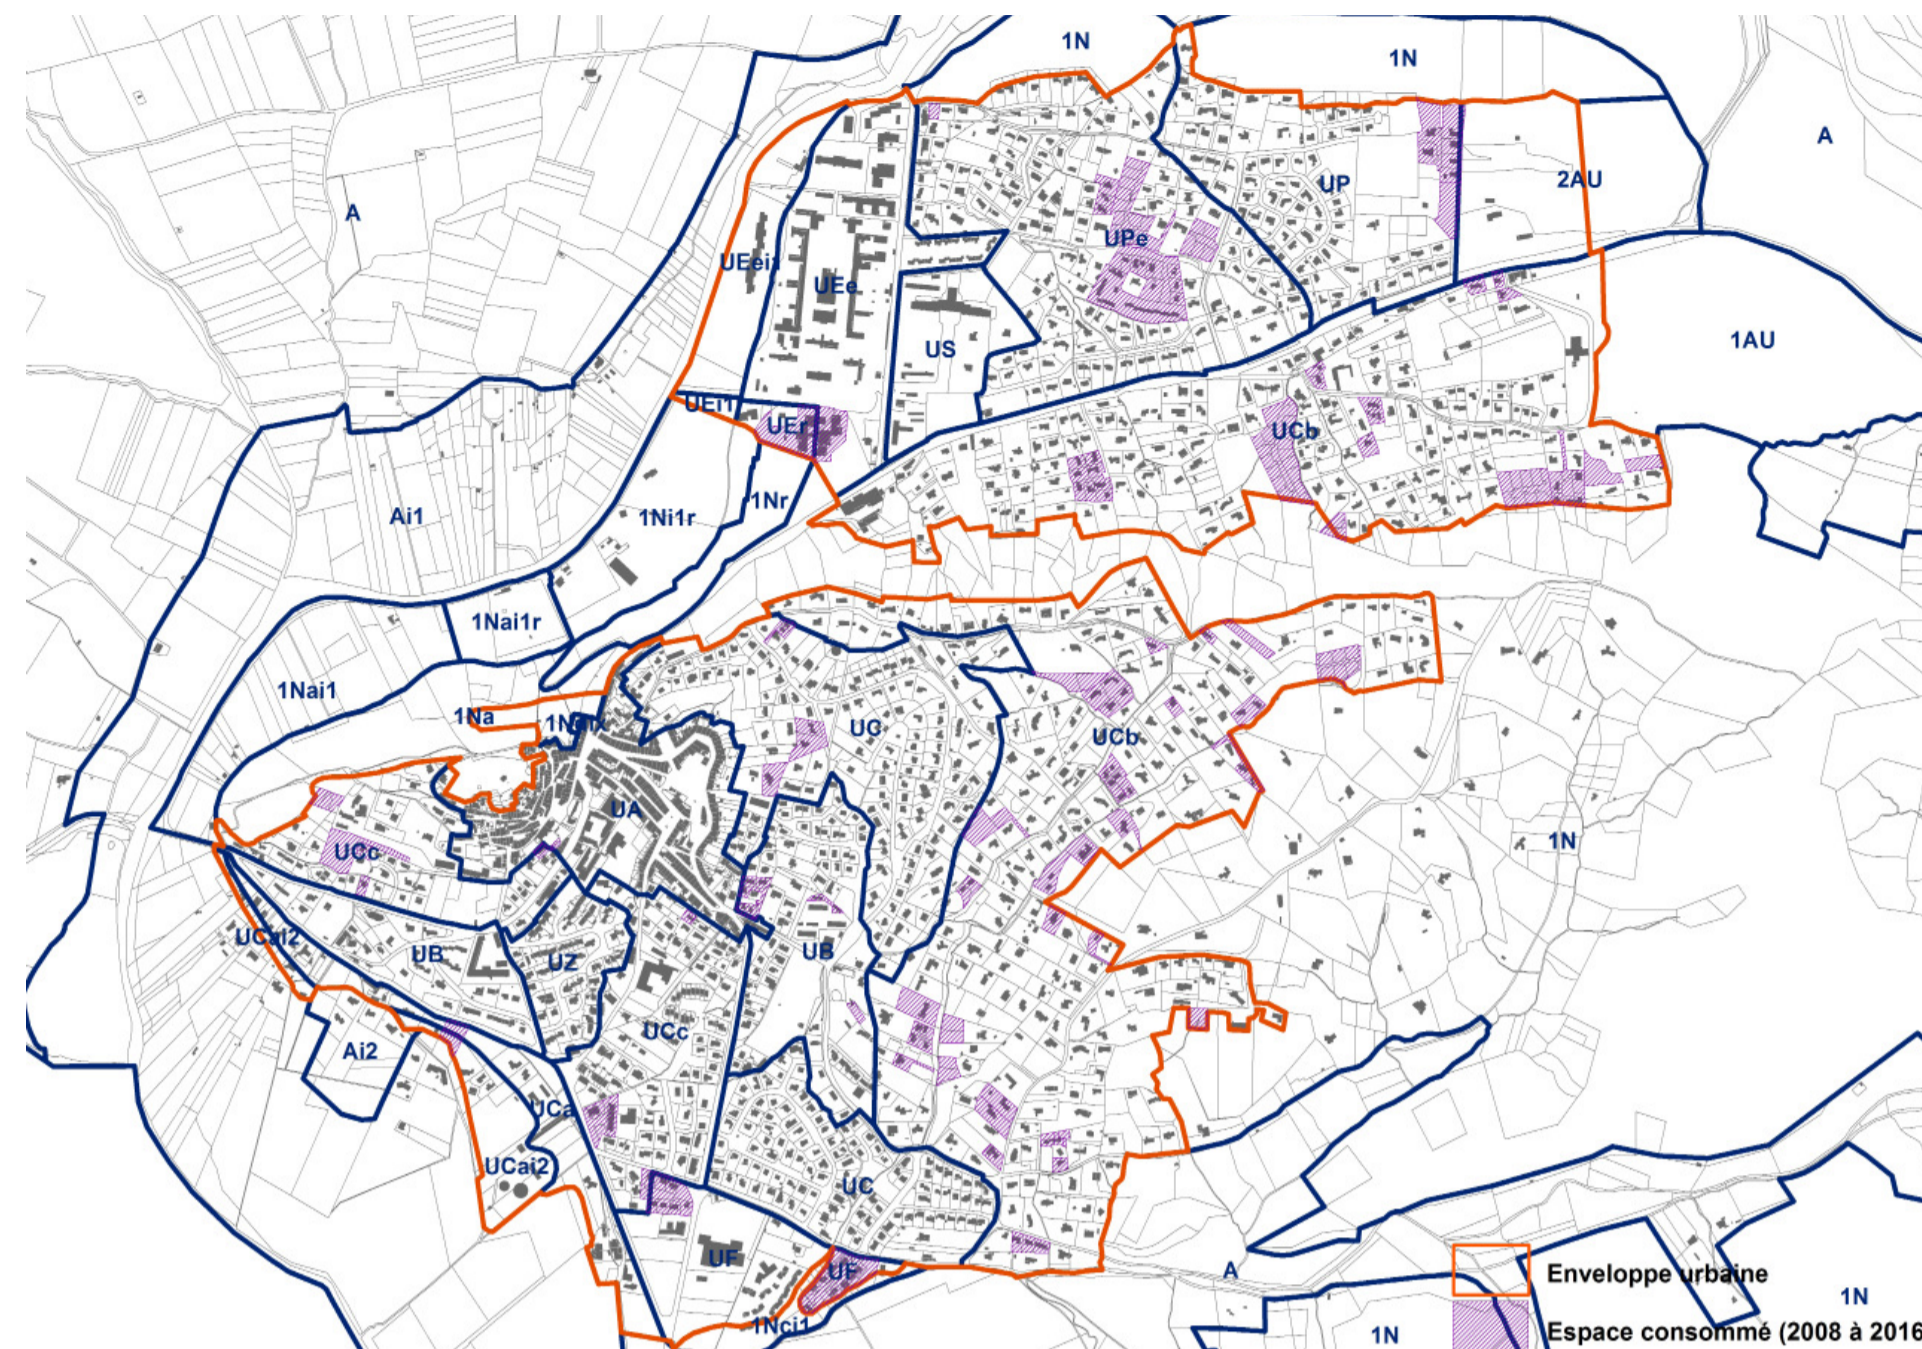 1N
1N
A
A
UP
2AU
UPe
UEe
US
1AU
UEi1
UEr
UCb
1Nr
Ai1
1Ni1r
1Nai1r
1Nai1
1Na
UC
UCb
UA
1N
UCc
UCai2
UB
UZ
UB
UCc
Ai2
UCa
UCai2
UC
UF
UF
A
Enveloppe urbaine
1N
1Nci1
1N
Espace consommé (2008 à 2016